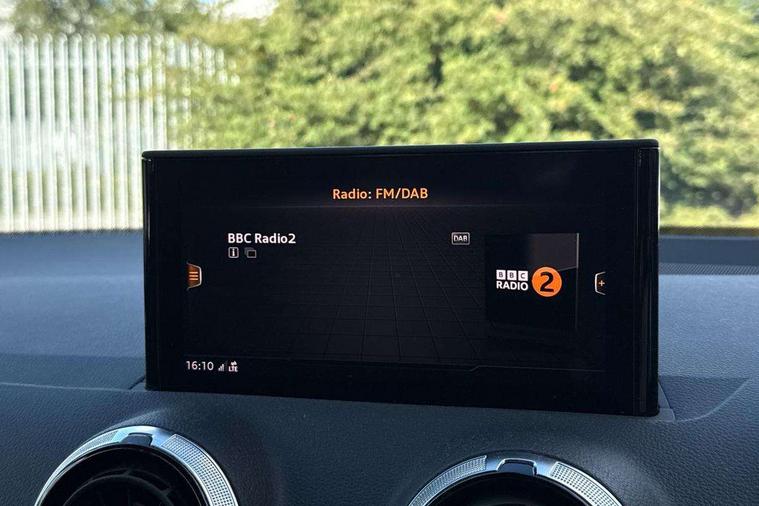 Radio: FM/DAB
BBC Radio2
DAB
BBC
RADIO 2
16:10 LTE